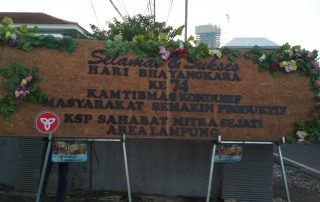 Selamat & Sukses
HARI BHAYANGKARA
KE 74
KAMTIBMAS KONDUSIF
MASYARAKAT SEMAKIN PRODUKTIF
KSP SAHABAT MITRA SEJATI
AREA LAMPUNG